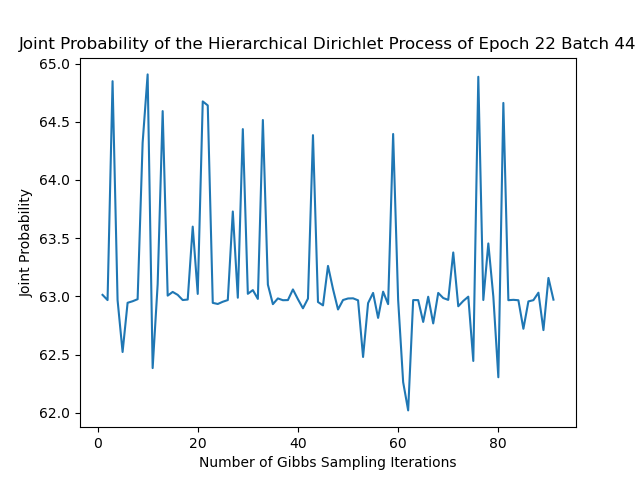 Joint Probability of the Hierarchical Dirichlet Process of Epoch 22 Batch 44
65.0
64.5
64.0
63.5
63.0
62.5
62.0
Joint Probability
0 20 40 60 80
Number of Gibbs Sampling Iterations